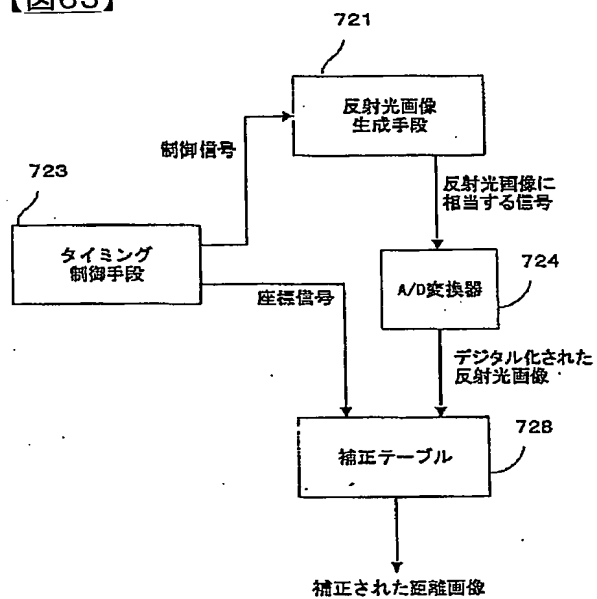 【図63】
721
反射光画像
生成手段
制御信号
723
反射光画像に
相当する信号
タイミング
制御手段
724
A/D変換器
座標信号
デジタル化された
反射光画像
728
補正テーブル
補正された距離画像